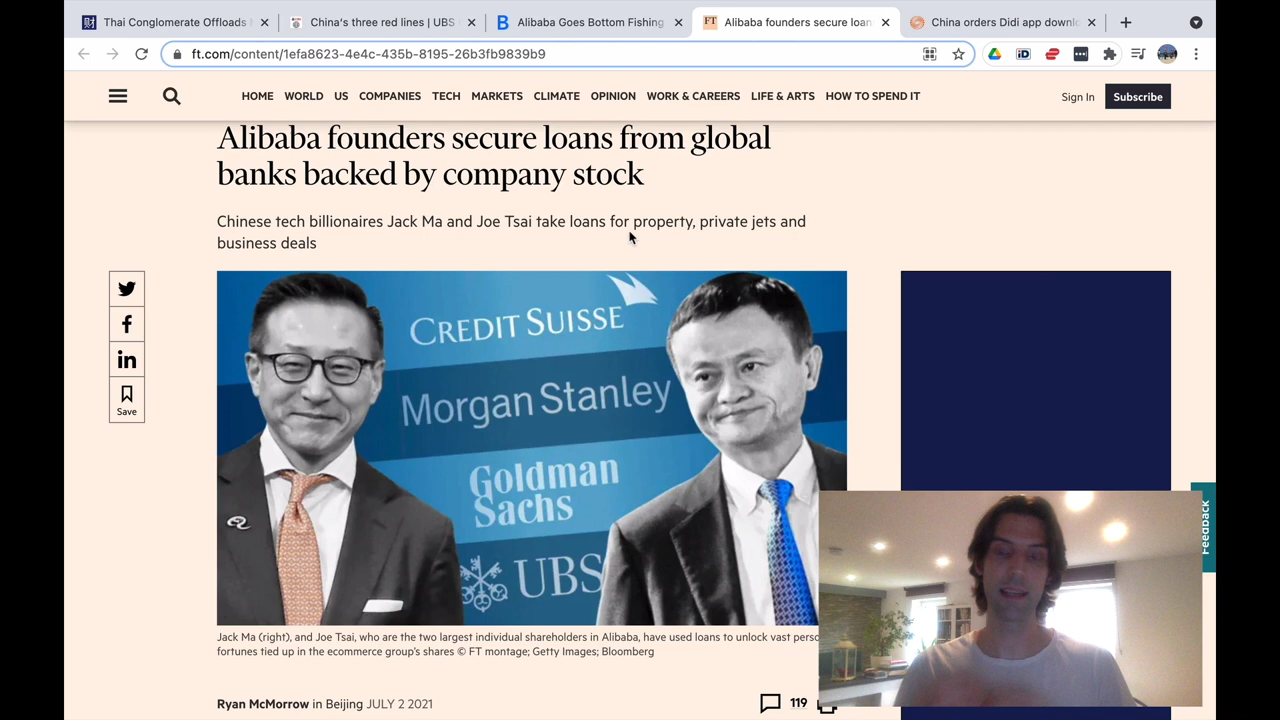 Thai Conglomerate Offloads
China's three red lines | UBS
Alibaba Goes Bottom Fishing
FT
Alibaba founders secure loans
China orders Didi app downl
ft.com/content/1efa8623-4e4c-435b-8195-26b3fb9839b9
HOME WORLD US COMPANIES TECH MARKETS CLIMATE OPINION WORK & CAREERS LIFE & ARTS HOW TO SPEND IT
Sign In
Subscribe
Alibaba founders secure loans from global
banks backed by company stock
Chinese tech billionaires Jack Ma and Joe Tsai take loans for property, private jets and
business deals
Save
CREDIT SUISSE
Morgan Stanley
Goldman
Sachs
UBS
Feedback
Jack Ma (right), and Joe Tsai, who are the two largest individual shareholders in Alibaba, have used loans to unlock vast perso
fortunes tied up in the ecommerce group's shares © FT montage; Getty Images; Bloomberg
Ryan McMorrow in Beijing JULY 2 2021
119